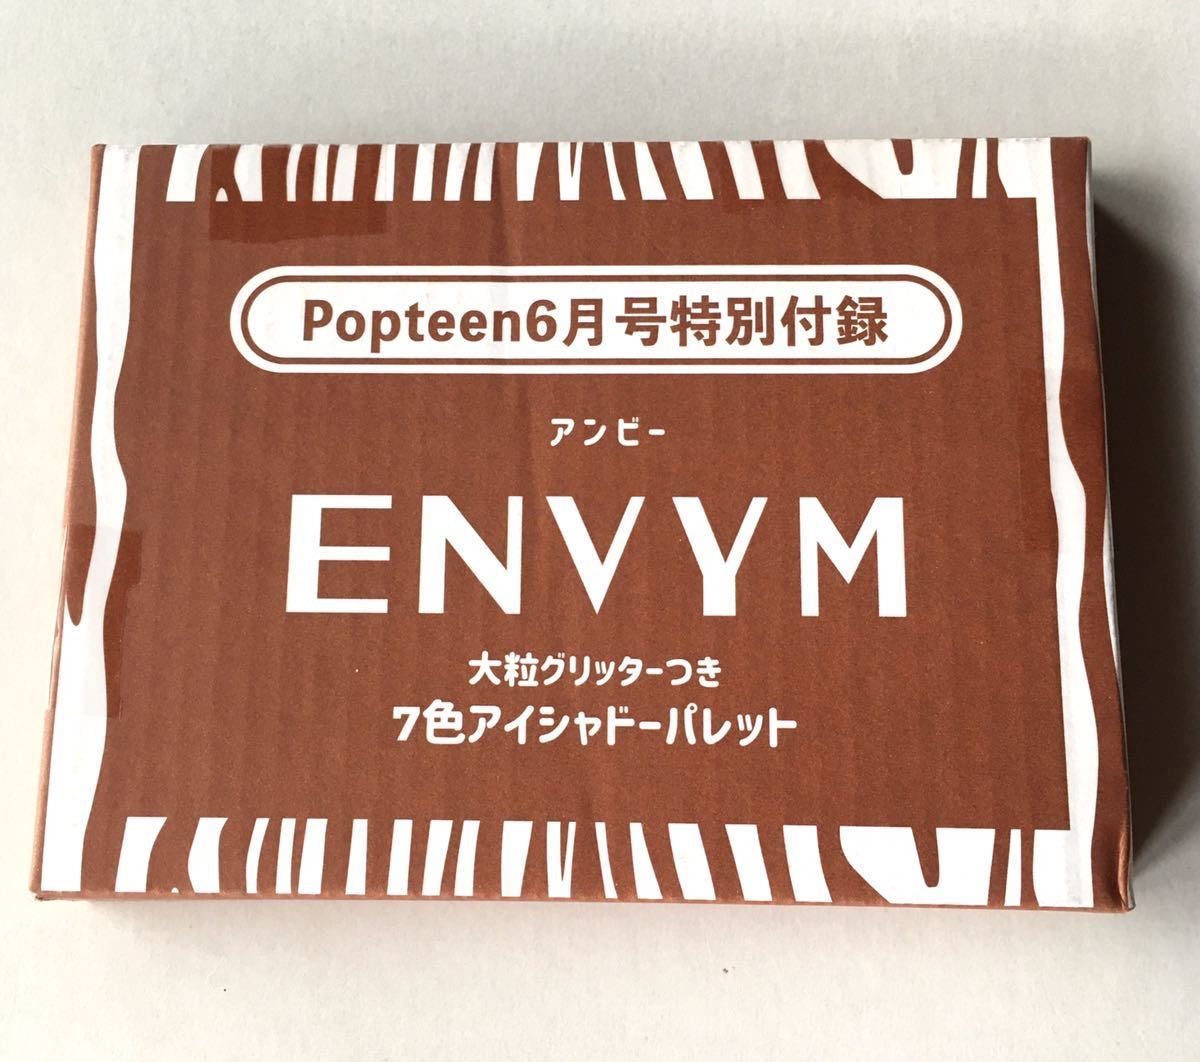 Popteen6月号特別付録
アンビー
ENVYM
大粒グリッターつき
7色アイシャドーパレット